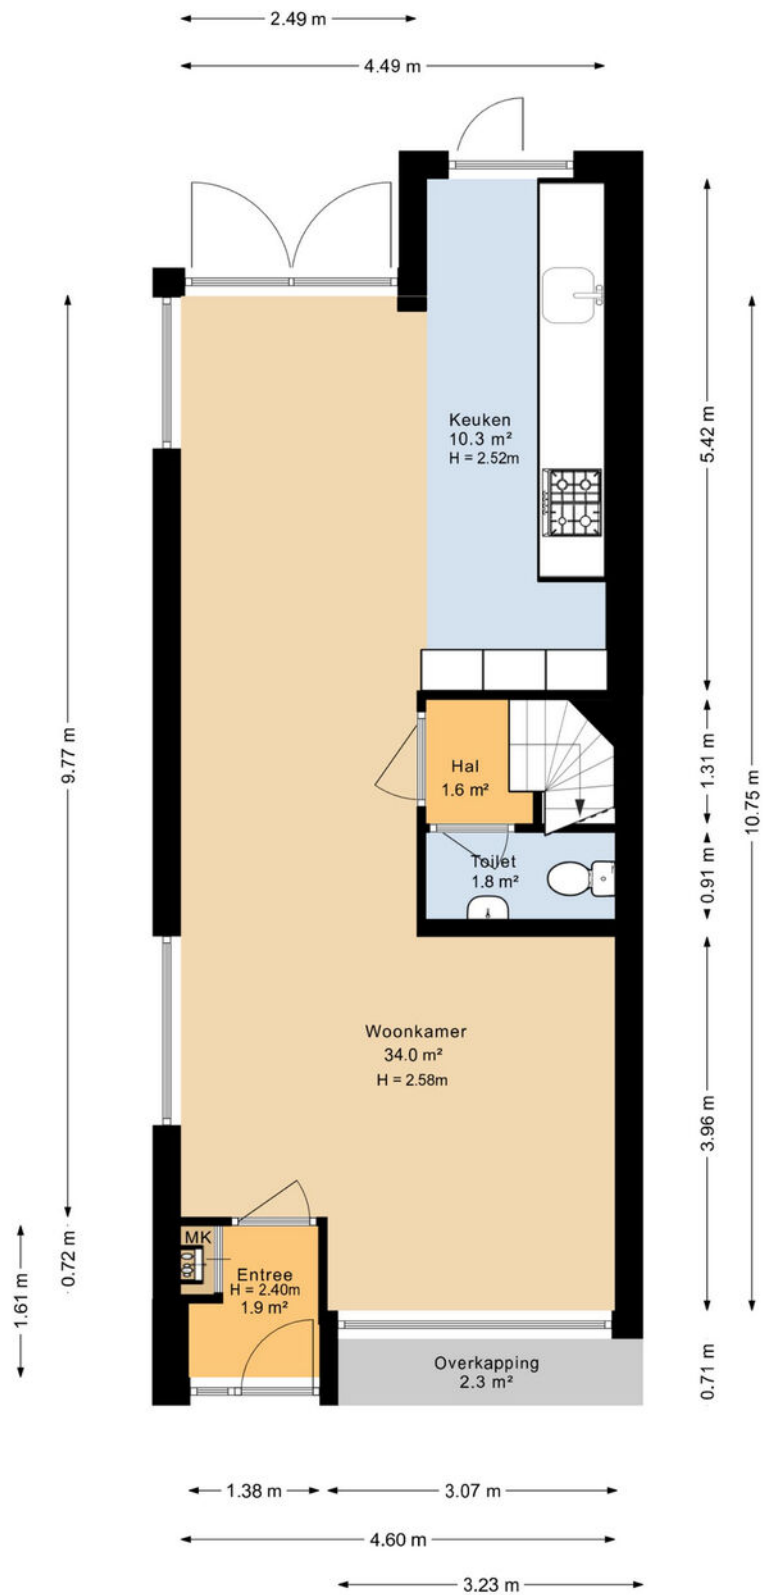 2.49 m
4.49 m
Keuken
10.3 m²
H = 2.52m
5.42 m
9.77 m
10.75 m
Hal
1.6 m²
1.31 m
Toilet
1.8 m²
0.91 m
Woonkamer
34.0 m²
H = 2.58m
3.96 m
MK
0.72 m
1.61 m
Entree
H = 2.40m
1.9 m²
Overkapping
2.3 m²
0.71 m
1.38 m
3.07 m
4.60 m
3.23 m